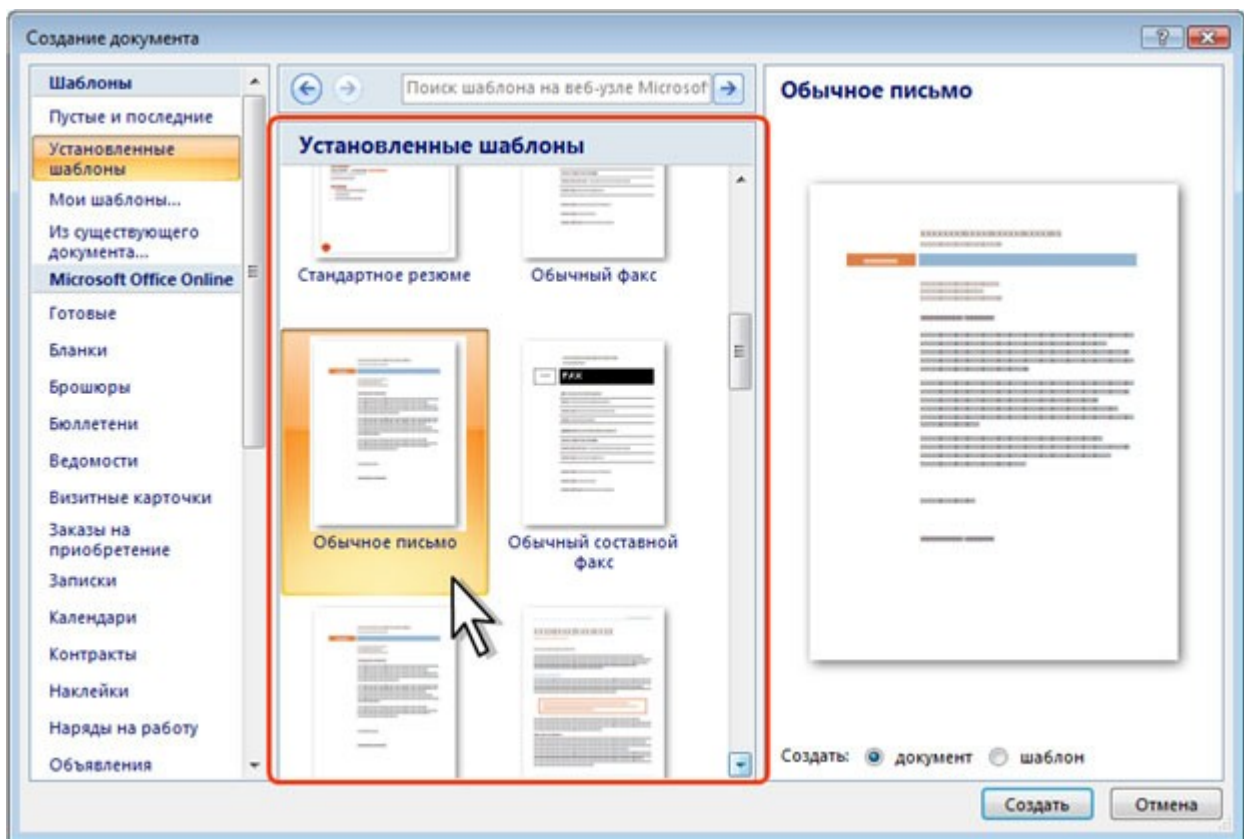 Создание документа
Шаблоны
Пустые и последние
Установленные
шаблоны
Мои шаблоны...
Из существующего
документа...
Microsoft Office Online
Готовые
Бланки
Брошюры
Бюллетени
Ведомости
Визитные карточки
Заказы на
приобретение
Записки
Календари
Контракты
Наклейки
Наряды на работу
Объявления
Поиск шаблона на веб-узле Microsof
Установленные шаблоны
Стандартное резюме
Обычный факс
FAX
Обычное письмо
Обычный составной
факс
Обычное письмо
Создать: документ шаблон
Создать Отмена